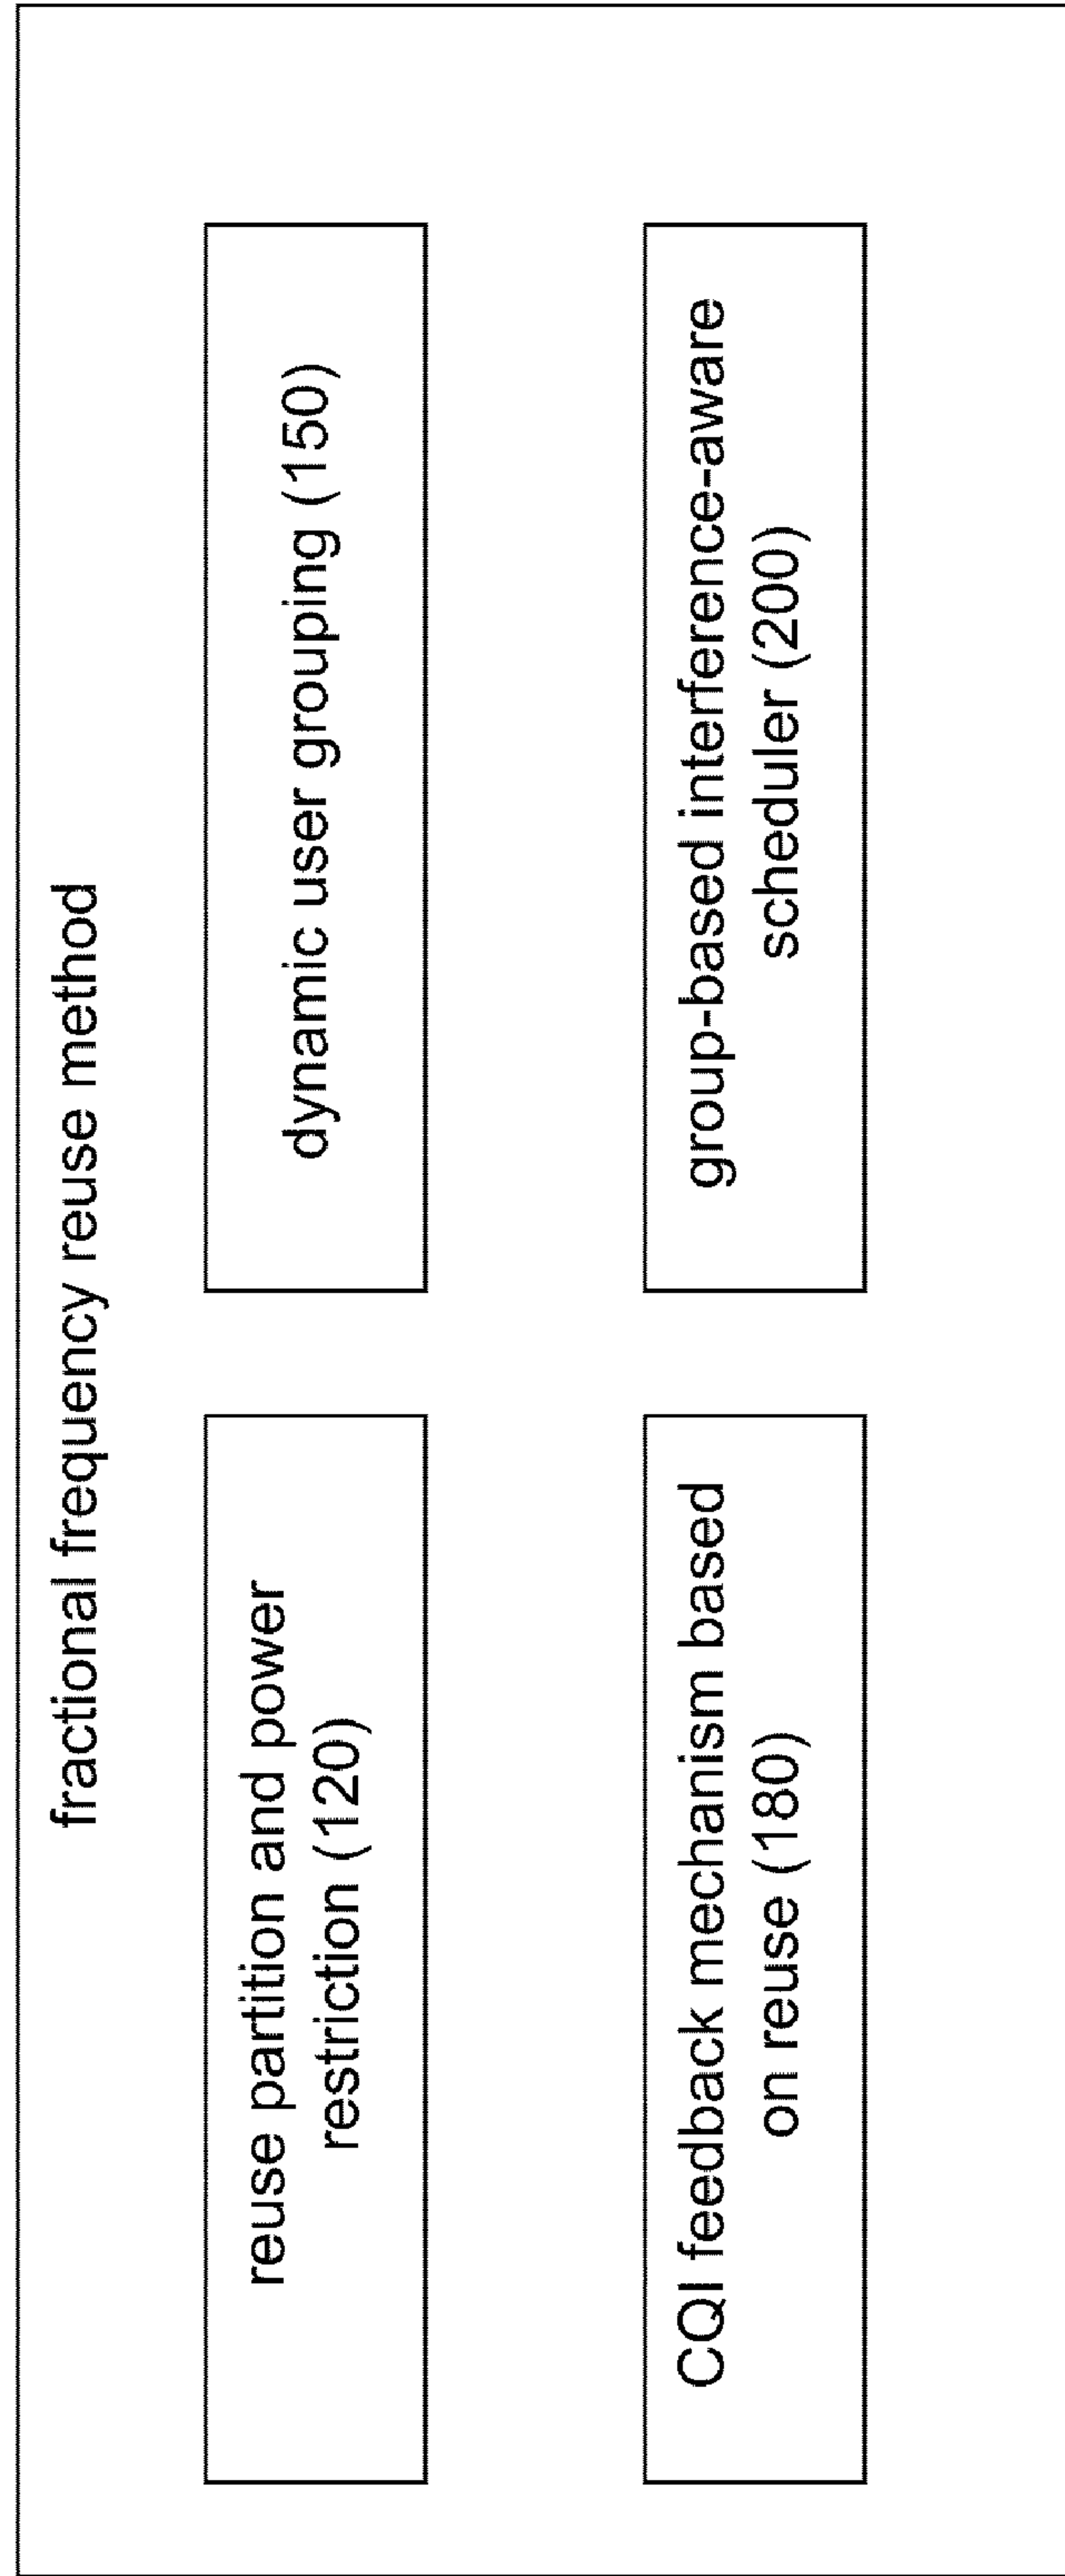 fractional frequency reuse method
reuse partition and power
restriction (120)
dynamic user grouping (150)
CQI feedback mechanism based
on reuse (180)
group-based interference-aware
scheduler (200)